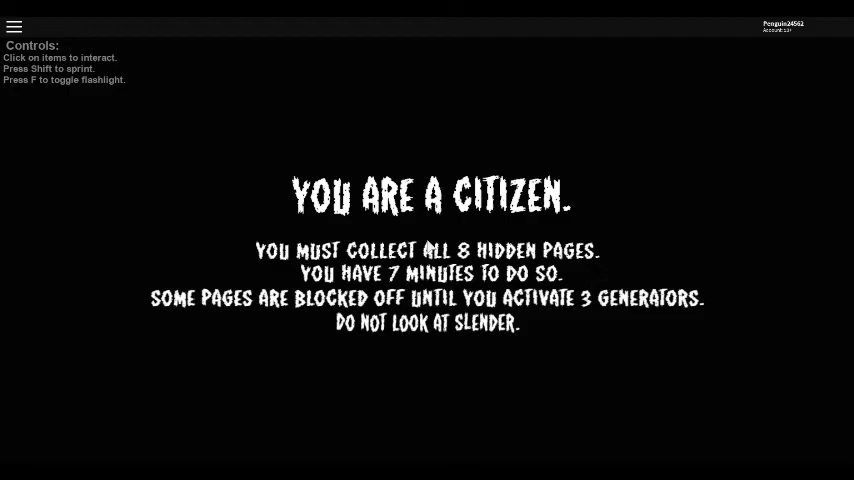 Penguin24562
Account: 13+
Controls:
Click on items to interact.
Press Shift to sprint.
Press F to toggle flashlight.
YOU ARE A CITIZEN.
YOU MUST COLLECT ALL 8 HIDDEN PAGES.
YOU HAVE 7 MINUTES TO DO SO.
SOME PAGES ARE BLOCKED OFF UNTIL YOU ACTIVATE 3 GENERATORS.
DO NOT LOOK AT SLENDER.